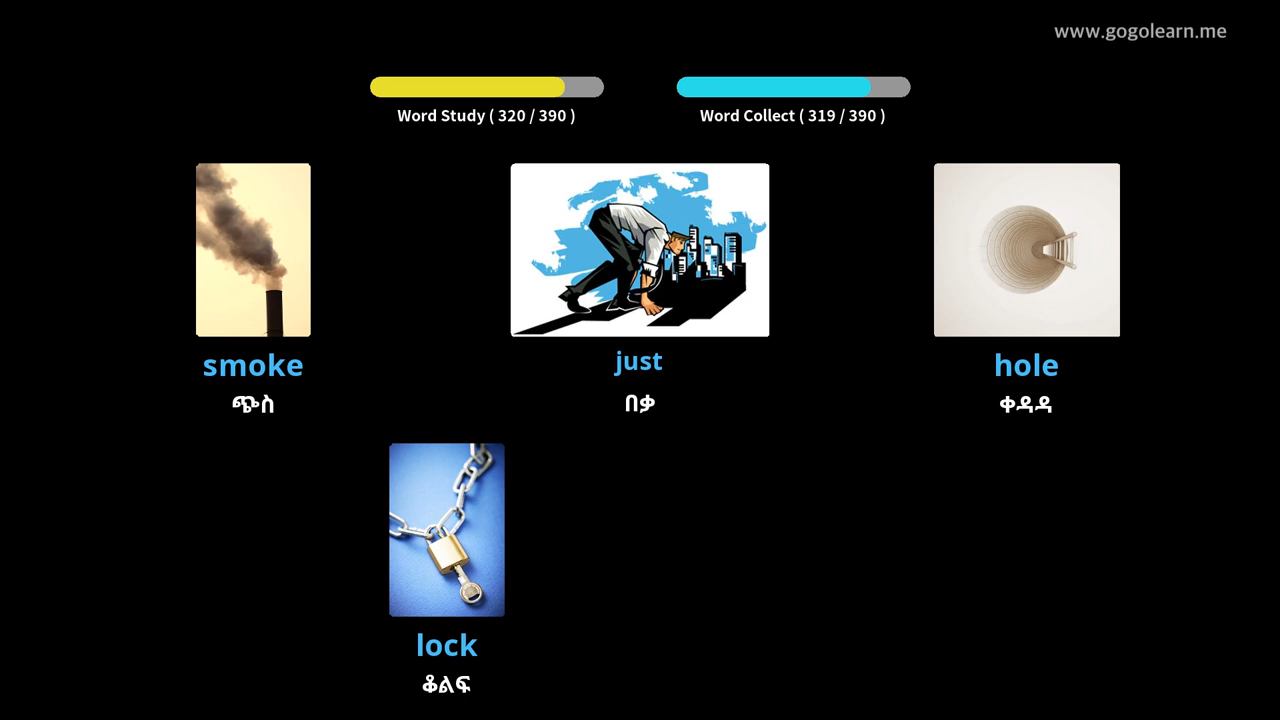 www.gogolearn.me
Word Study ( 320 / 390 )
Word Collect ( 319 / 390 )
smoke
just
hole
ጭስ
በቃ
ቀዳዳ
lock
ቆልፍ